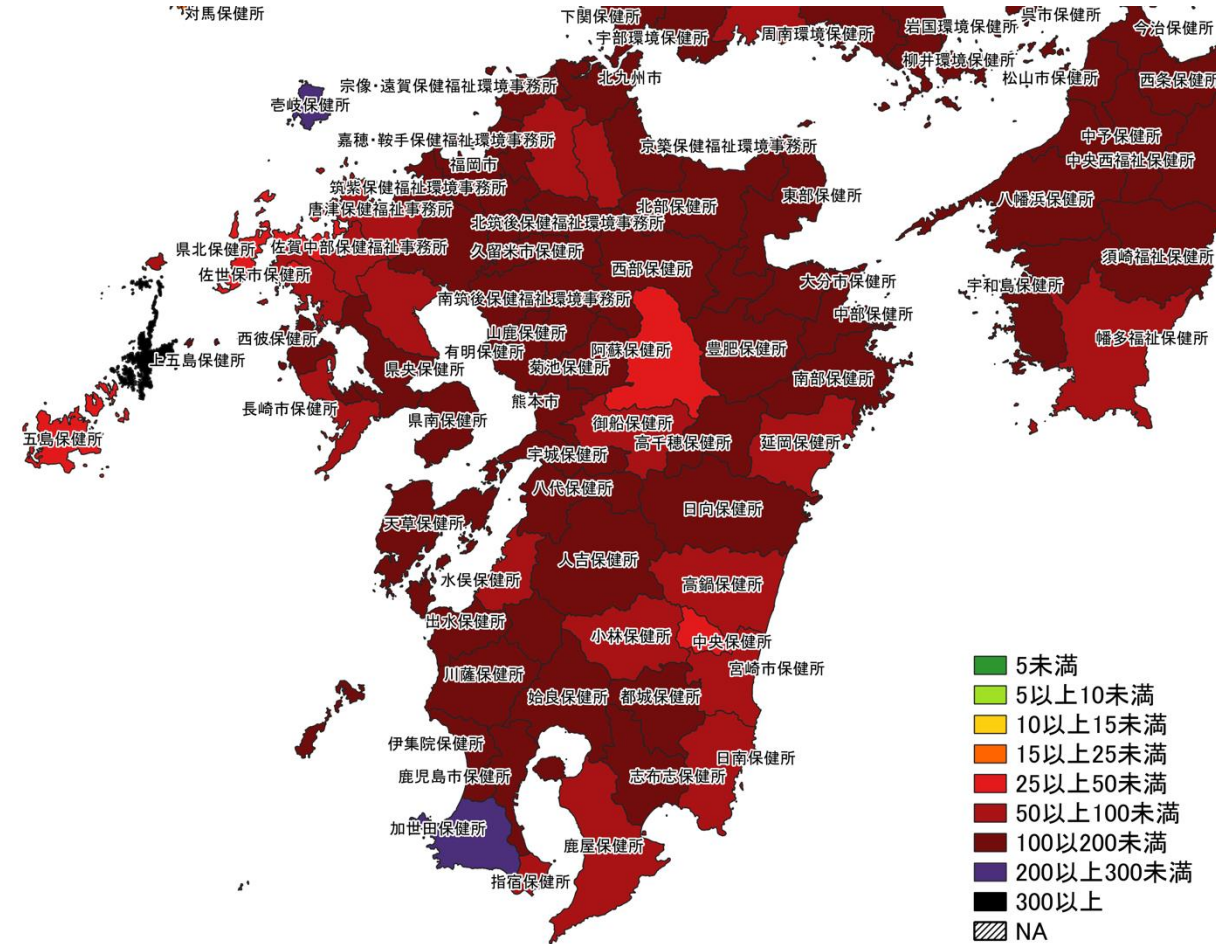 対馬保健所
下関保健所
宇部環境保健所
周南環境保健所
岩国環境保健所
呉市保健所
今治保健所
柳井環境保健所
松山市保健所
西条保健所
北九州市
宗像・遠賀保健福祉環境事務所
壱岐保健所
嘉穂・鞍手保健福祉環境事務所
京築保健福祉環境事務所
中予保健所
福岡市
中央西福祉保健所
筑紫保健福祉環境事務所
東部保健所
八幡浜保健所
唐津保健福祉事務所
北部保健所
北筑後保健福祉環境事務所
県北保健所
佐賀中部保健福祉事務所
久留米市保健所
須崎福祉保健所
佐世保市保健所
西部保健所
大分市保健所
宇和島保健所
南筑後保健福祉環境事務所
中部保健所
西彼保健所
山鹿保健所
幡多福祉保健所
上五島保健所
有明保健所
阿蘇保健所
豊肥保健所
県央保健所
菊池保健所
南部保健所
長崎市保健所
熊本市
県南保健所
御船保健所
五島保健所
高千穂保健所
延岡保健所
宇城保健所
八代保健所
日向保健所
天草保健所
人吉保健所
水俣保健所
高鍋保健所
出水保健所
小林保健所
中央保健所
宮崎市保健所
川薩保健所
姶良保健所
都城保健所
伊集院保健所
日南保健所
鹿児島市保健所
志布志保健所
加世田保健所
鹿屋保健所
指宿保健所
5未満
5以上10未満
10以上15未満
15以上25未満
25以上50未満
50以上100未満
100以200未満
200以上300未満
300以上
NA